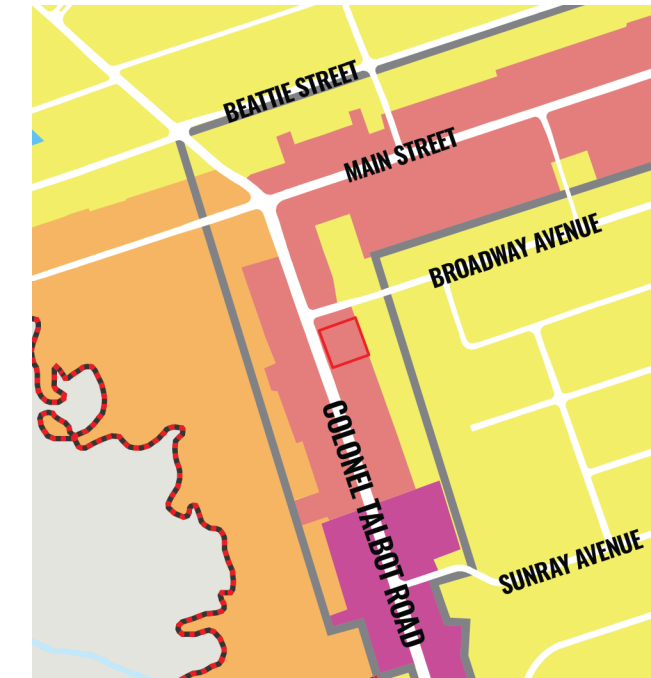 BEATTIE STREET
MAIN STREET
BROADWAY AVENUE
COLONEL TALBOT ROAD
SUNRAY AVENUE